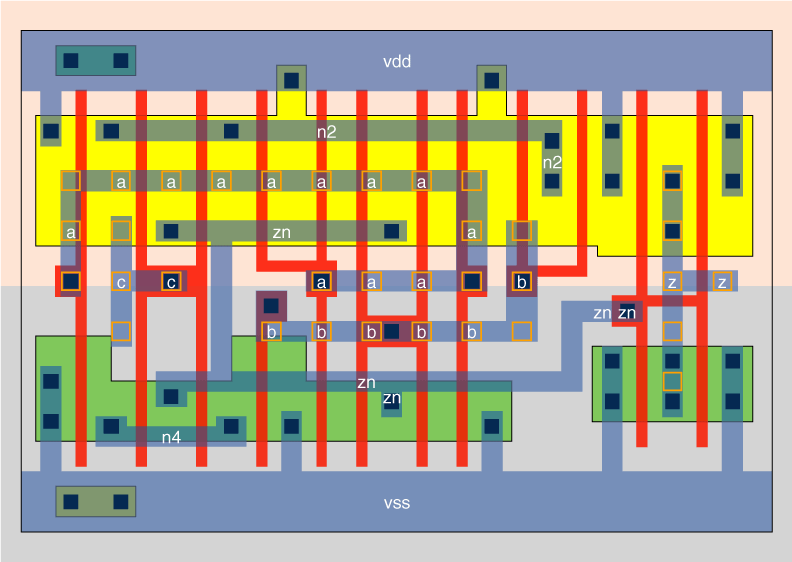 vdd
n2
n2
a a a a a a a
a zn a
c c a a a b z z
zn zn
b b b b
zn
zn
n4
vss